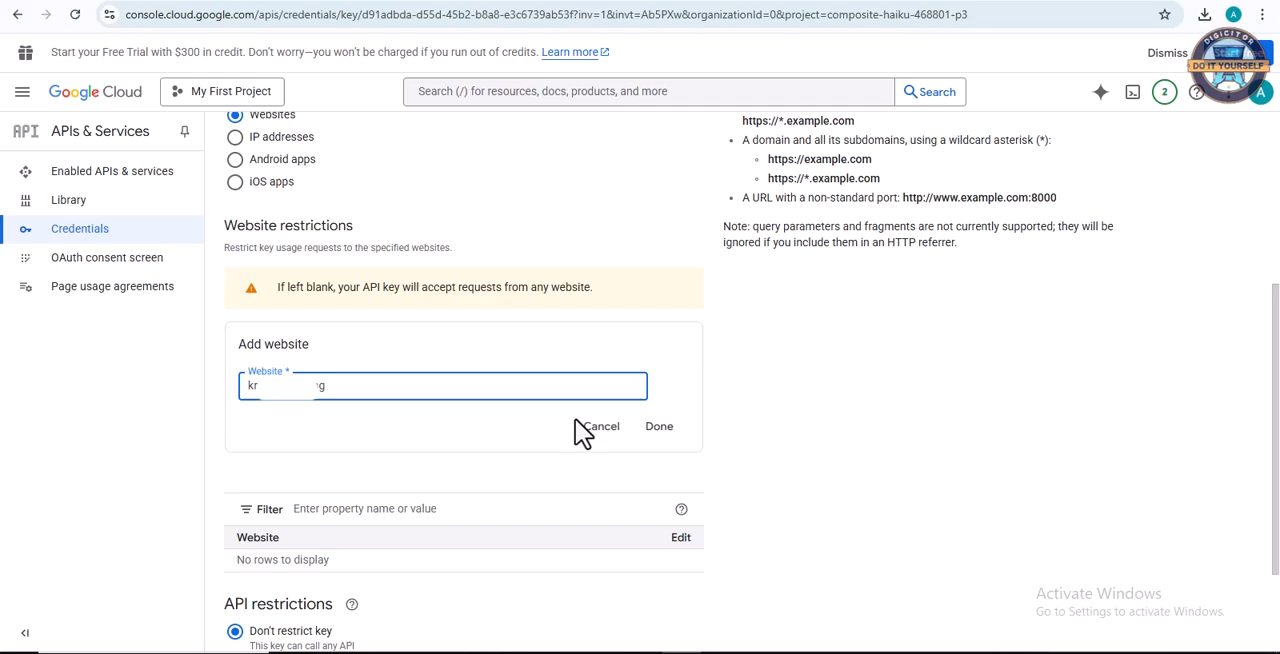 console.cloud.google.com/apis/credentials/key/d91adbda-d55d-45b2-b8a8-e3c6739ab53f?inv=1&invt=Ab5PXw&organizationId=0&project=composite-haiku-468801-p3
A
Start your Free Trial with $300 in credit. Don't worry—you won't be charged if you run out of credits. Learn more
Dismiss
DIGICITOR
DO IT YOURSELF
Google Cloud
My First Project
Search (/) for resources, docs, products, and more
Search
2
A
API APIs & Services
Enabled APIs & services
Library
Credentials
OAuth consent screen
Page usage agreements
Websites
IP addresses
Android apps
iOS apps
Website restrictions
Restrict key usage requests to the specified websites.
If left blank, your API key will accept requests from any website.
Add website
Website *
kr
Cancel
Done
Filter Enter property name or value
Website
Edit
No rows to display
API restrictions
Don't restrict key
This key can call any API
https://*.example.com
A domain and all its subdomains, using a wildcard asterisk (*):
https://example.com
https://*.example.com
A URL with a non-standard port: http://www.example.com:8000
Note: query parameters and fragments are not currently supported; they will be
ignored if you include them in an HTTP referrer.
Activate Windows
Go to Settings to activate Windows.